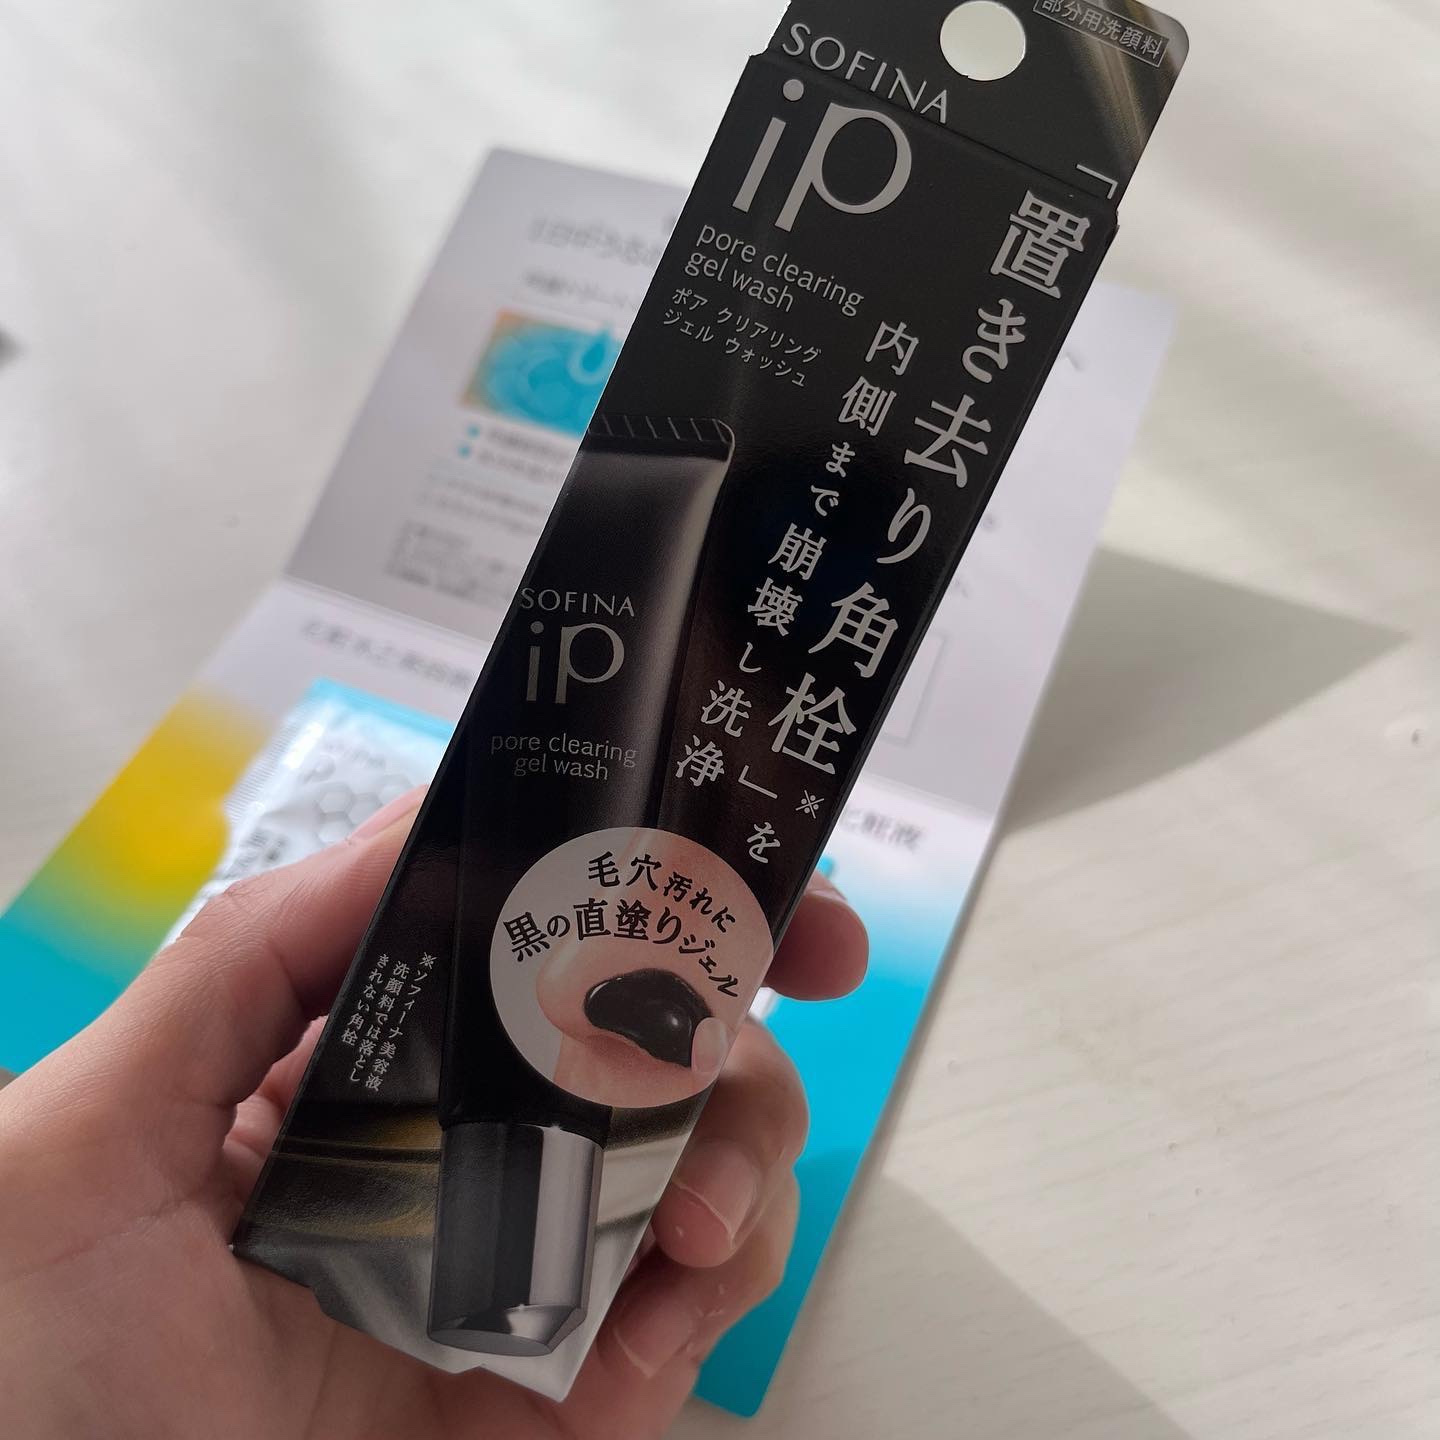 部分用洗顔料
SOFINA
ip
pore clearing
gel wash
ポア クリアリング
ジェル ウォッシュ
「置き去り角栓」※を
内側まで崩壊し洗浄
SOFINA
ip
pore clearing
gel wash
毛穴汚れに
黒の直塗りジェル
※ソフィーナ美容液
洗顔料では落とし
きれない角栓
化粧液